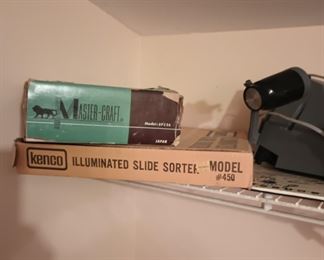 MASTER-CRAFT
JAPAN
kenco ILLUMINATED SLIDE SORTER MODEL
#450